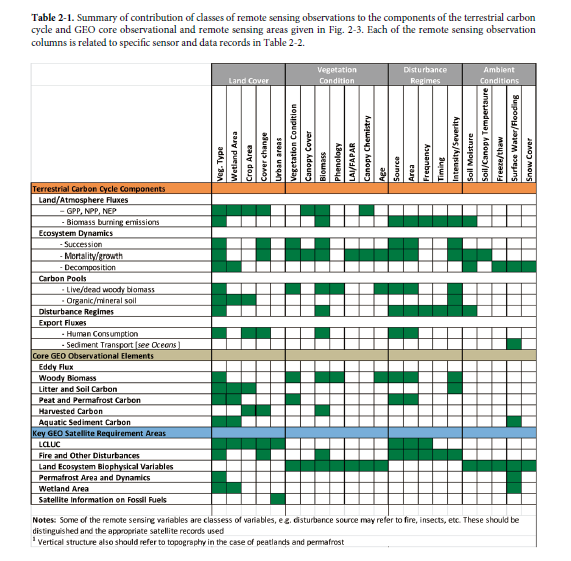 Table 2-1. Summary of contribution of classes of remote sensing observations to the components of the terrestrial carbon
cycle and GEO core observational and remote sensing areas given in Fig. 2-3. Each of the remote sensing observation
columns is related to specific sensor and data records in Table 2-2.
Land Cover
Vegetation
Condition
Disturbance
Regimes
Ambient
Conditions
Veg. Type
Wetland Area
Crop Area
Cover change
Urban areas
Vegetation Condition
Canopy Cover
Biomass
Phenology
LAI/FAPAR
Canopy Chemistry
Age
Source
Area
Frequency
Timing
Intensity/Severity
Soil Moisture
Soil/Canopy Tempertaure
Freeze/thaw
Surface Water/Flooding
Snow Cover
Terrestrial Carbon Cycle Components
Land/Atmosphere Fluxes
- GPP, NPP, NEP
- Biomass burning emissions
Ecosystem Dynamics
- Succession
- Mortality/growth
- Decomposition
Carbon Pools
- Live/dead woody biomass
- Organic/mineral soil
Disturbance Regimes
Export Fluxes
- Human Consumption
- Sediment Transport [see Oceans]
Core GEO Observational Elements
Eddy Flux
Woody Biomass
Litter and Soil Carbon
Peat and Permafrost Carbon
Harvested Carbon
Aquatic Sediment Carbon
Key GEO Satellite Requirement Areas
LCLUC
Fire and Other Disturbances
Land Ecosystem Biophysical Variables
Permafrost Area and Dynamics
Wetland Area
Satellite Information on Fossil Fuels
Notes: Some of the remote sensing variables are classess of variables, e.g. disturbance source may refer to fire, insects, etc. These should be
distinguished and the appropriate satellite records used
1 Vertical structure also should refer to topography in the case of peatlands and permafrost